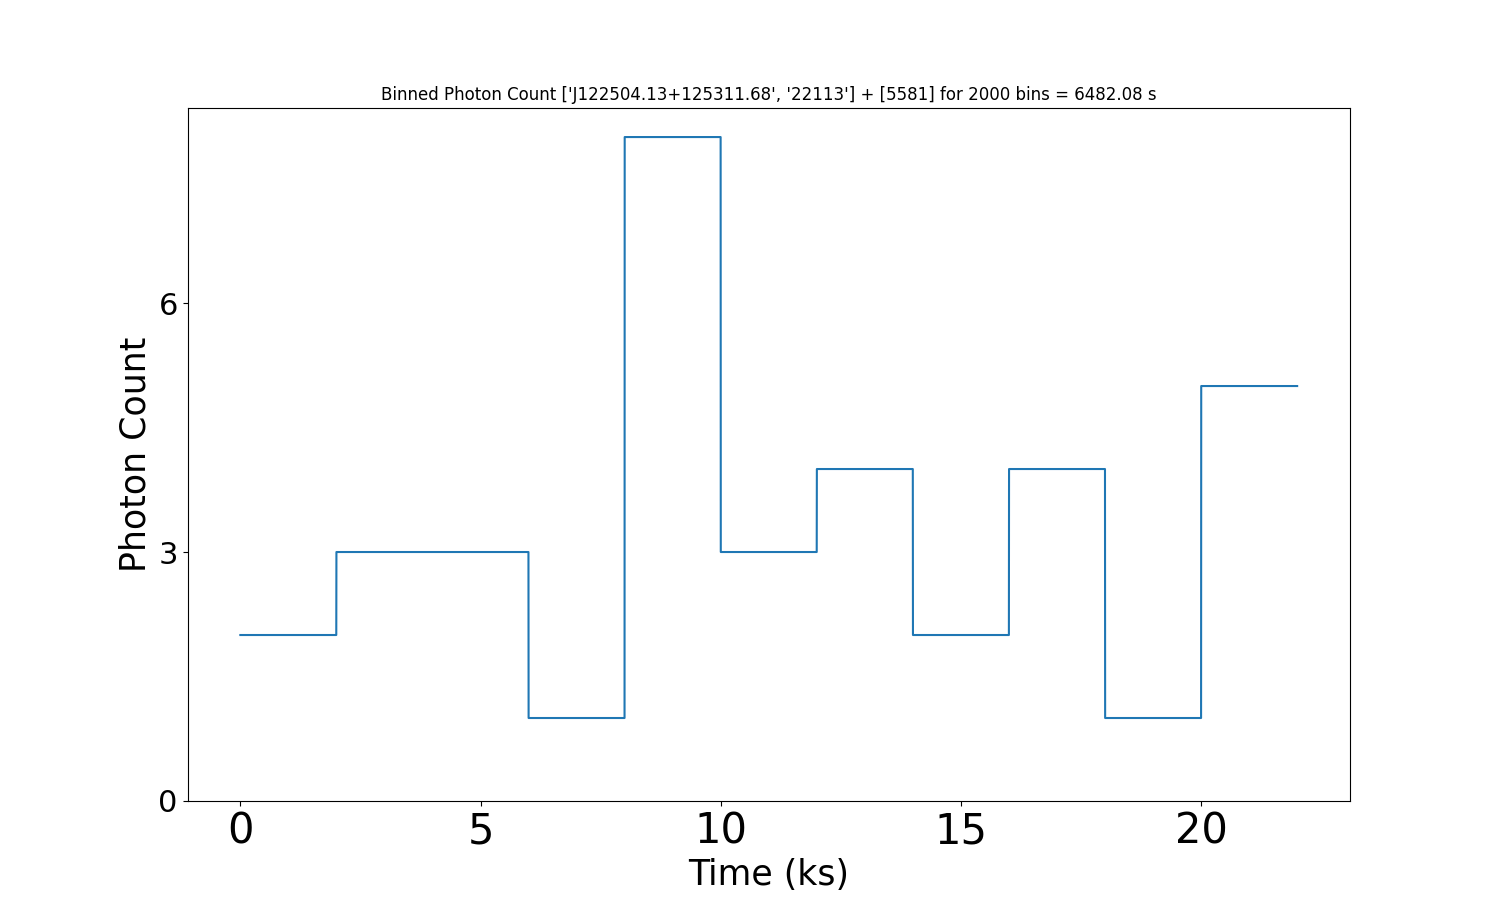 Binned Photon Count ['J122504.13+125311.68', '22113'] + [5581] for 2000 bins = 6482.08 s
Photon Count
6
3
0
0 5 10 15 20
Time (ks)